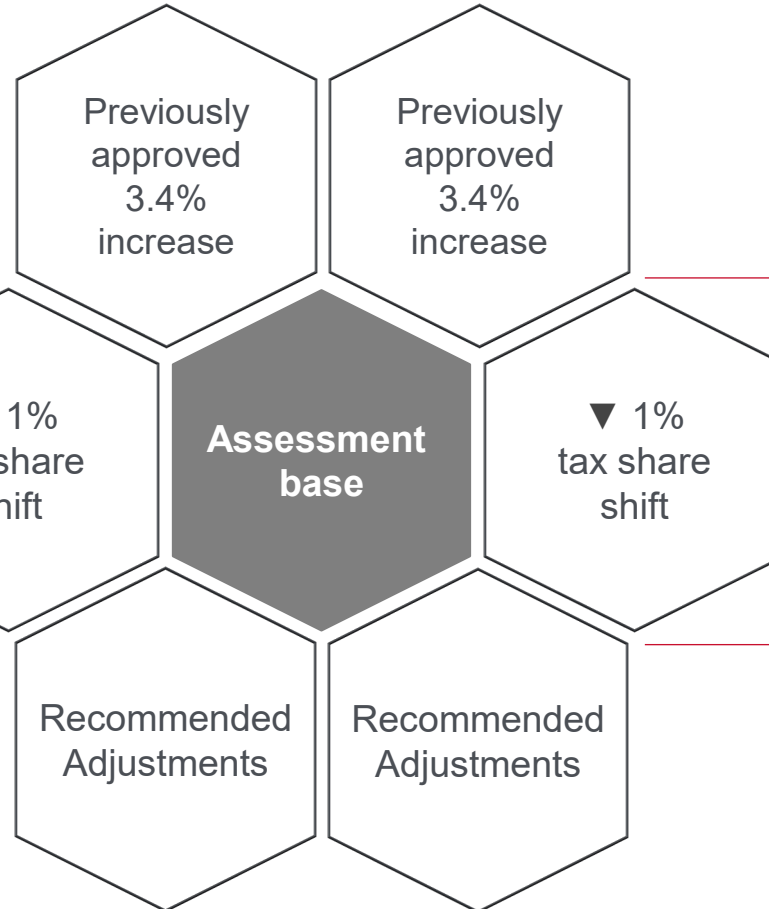 Previously
approved
3.4%
increase
Previously
approved
3.4%
increase
1%
share
Assessment
base
▼ 1%
tax share
shift
Recommended
Adjustments
Recommended
Adjustments